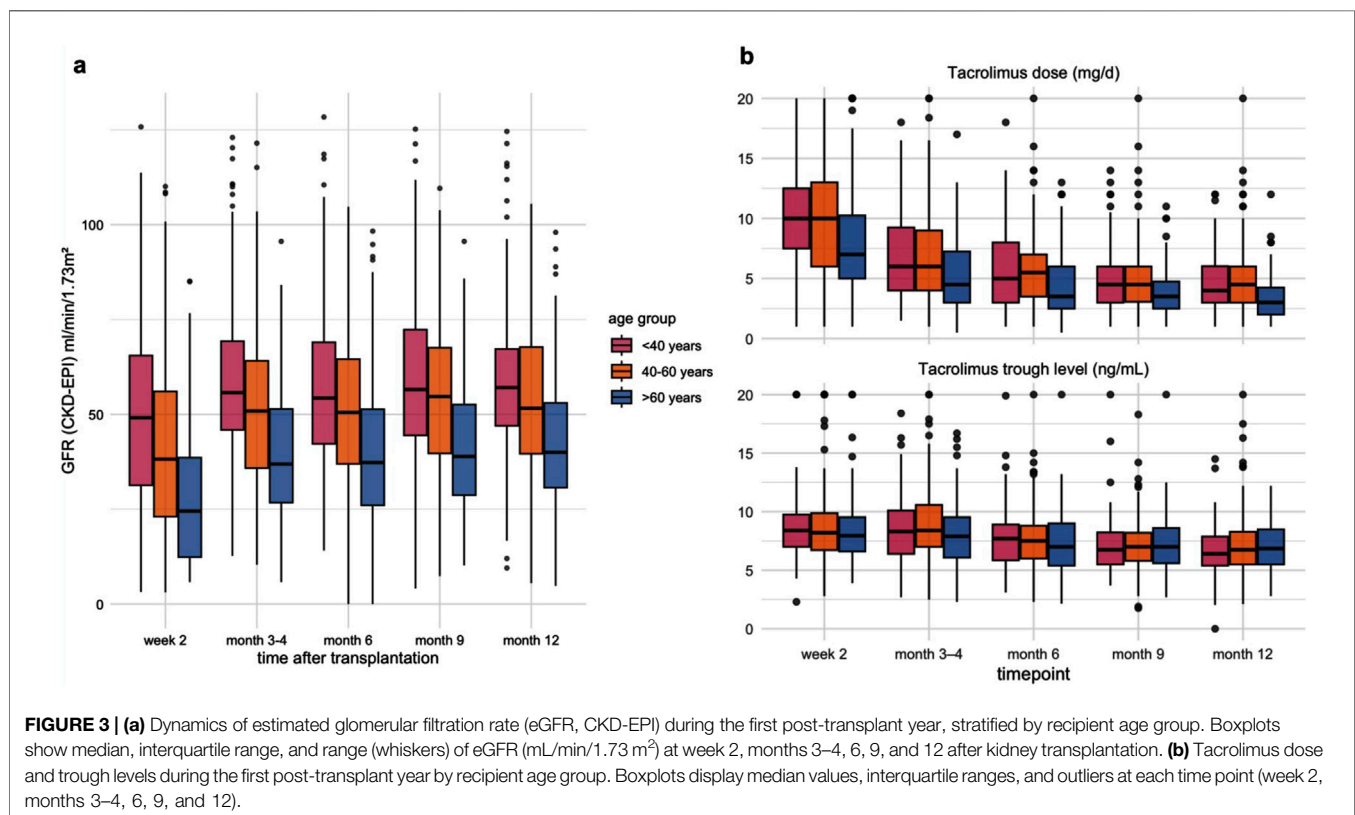 a
GFR (CKD-EPI) ml/min/1.73m²
100
50
0
week 2
month 3-4
month 6
month 9
month 12
time after transplantation
age group
<40 years
40-60 years
>60 years
b
Tacrolimus dose (mg/d)
20
15
10
5
0
Tacrolimus trough level (ng/mL)
20
15
10
5
0
week 2
month 3–4
month 6
month 9
month 12
timepoint
FIGURE 3 | (a) Dynamics of estimated glomerular filtration rate (eGFR, CKD-EPI) during the first post-transplant year, stratified by recipient age group. Boxplots
show median, interquartile range, and range (whiskers) of eGFR (mL/min/1.73 m²) at week 2, months 3–4, 6, 9, and 12 after kidney transplantation. (b) Tacrolimus dose
and trough levels during the first post-transplant year by recipient age group. Boxplots display median values, interquartile ranges, and outliers at each time point (week 2,
months 3–4, 6, 9, and 12).